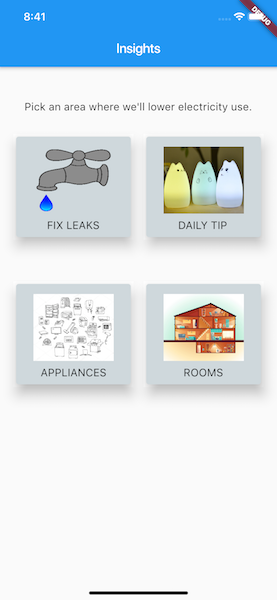 8:41
DEBUG
Insights
Pick an area where we'll lower electricity use.
FIX LEAKS
DAILY TIP
APPLIANCES
ROOMS